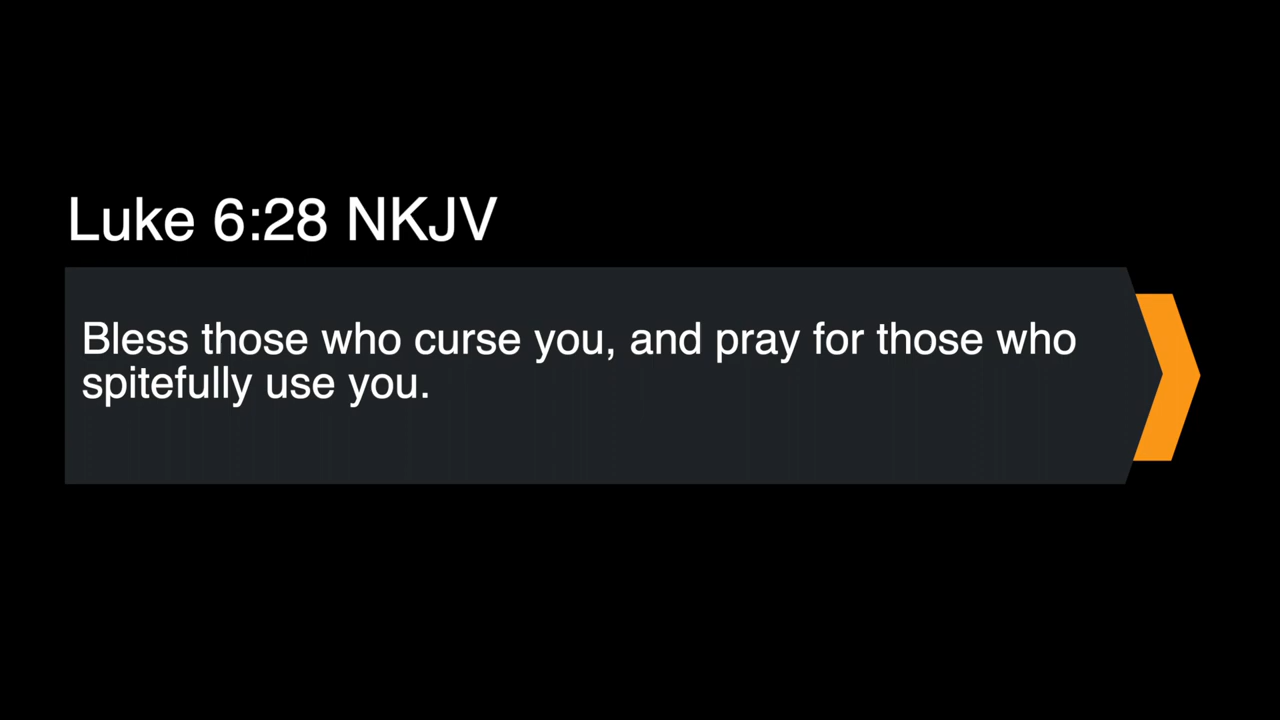 Luke 6:28 NKJV
Bless those who curse you, and pray for those who
spitefully use you.